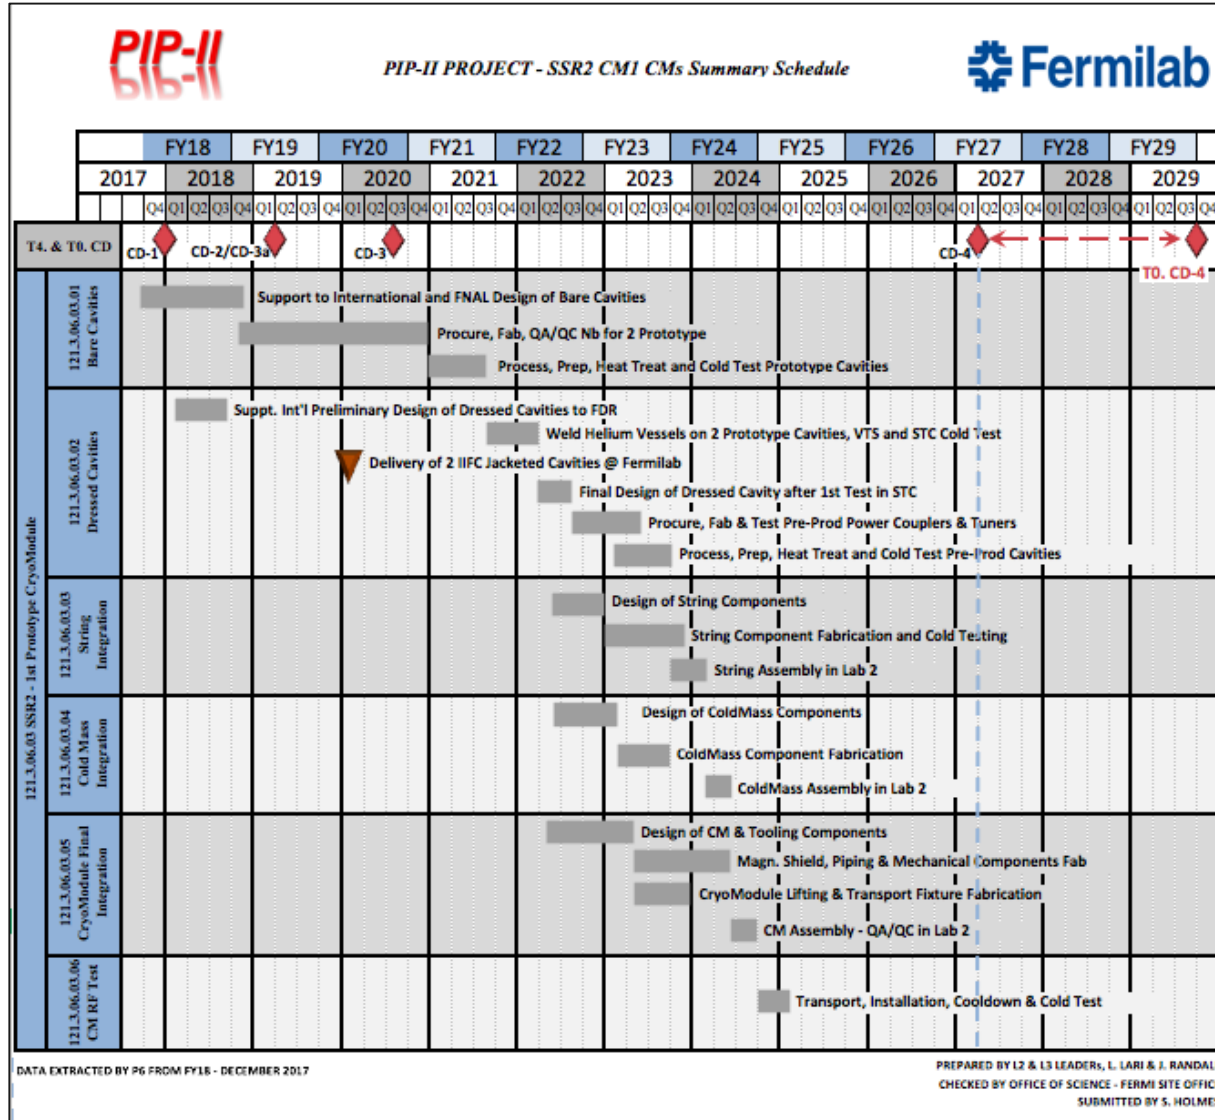 PIP-II
PIP-II PROJECT - SSR2 CM1 CMs Summary Schedule
Fermilab
FY18 FY19 FY20 FY21 FY22 FY23 FY24 FY25 FY26 FY27 FY28 FY29
2017 2018 2019 2020 2021 2022 2023 2024 2025 2026 2027 2028 2029
Q4 Q1 Q2 Q3 Q4 Q1 Q2 Q3 Q4 Q1 Q2 Q3 Q4 Q1 Q2 Q3 Q4 Q1 Q2 Q3 Q4 Q1 Q2 Q3 Q4 Q1 Q2 Q3 Q4 Q1 Q2 Q3 Q4 Q1 Q2 Q3 Q4 Q1 Q2 Q3 Q4 Q1 Q2 Q3 Q4 Q1 Q2 Q3 Q4
T4. & T0. CD
CD-1
CD-2/CD-3a
CD-3
CD-4
T0. CD-4
121.3.06.03 SSR2 - 1st Prototype CryoModule
121.3.06.03.01
Bare Cavities
Support to International and FNAL Design of Bare Cavities
Procure, Fab, QA/QC Nb for 2 Prototype
Process, Prep, Heat Treat and Cold Test Prototype Cavities
121.3.06.03.02
Dressed Cavities
Suppt. Int'l Preliminary Design of Dressed Cavities to FDR
Weld Helium Vessels on 2 Prototype Cavities, VTS and STC Cold Test
Delivery of 2 IIFC Jacketed Cavities @ Fermilab
Final Design of Dressed Cavity after 1st Test in STC
Procure, Fab & Test Pre-Prod Power Couplers & Tuners
Process, Prep, Heat Treat and Cold Test Pre-Prod Cavities
121.3.06.03.03
String
Integration
Design of String Components
String Component Fabrication and Cold Testing
String Assembly in Lab 2
121.3.06.03.04
Cold Mass
Integration
Design of ColdMass Components
ColdMass Component Fabrication
ColdMass Assembly in Lab 2
121.3.06.03.05
CryoModule Final
Integration
Design of CM & Tooling Components
Magn. Shield, Piping & Mechanical Components Fab
CryoModule Lifting & Transport Fixture Fabrication
CM Assembly - QA/QC in Lab 2
121.3.06.03.06
CM RF Test
Transport, Installation, Cooldown & Cold Test
DATA EXTRACTED BY P6 FROM FY18 - DECEMBER 2017
PREPARED BY L2 & L3 LEADERs, L. LARI & J. RANDAL
CHECKED BY OFFICE OF SCIENCE - FERMI SITE OFFIC
SUBMITTED BY S. HOLME